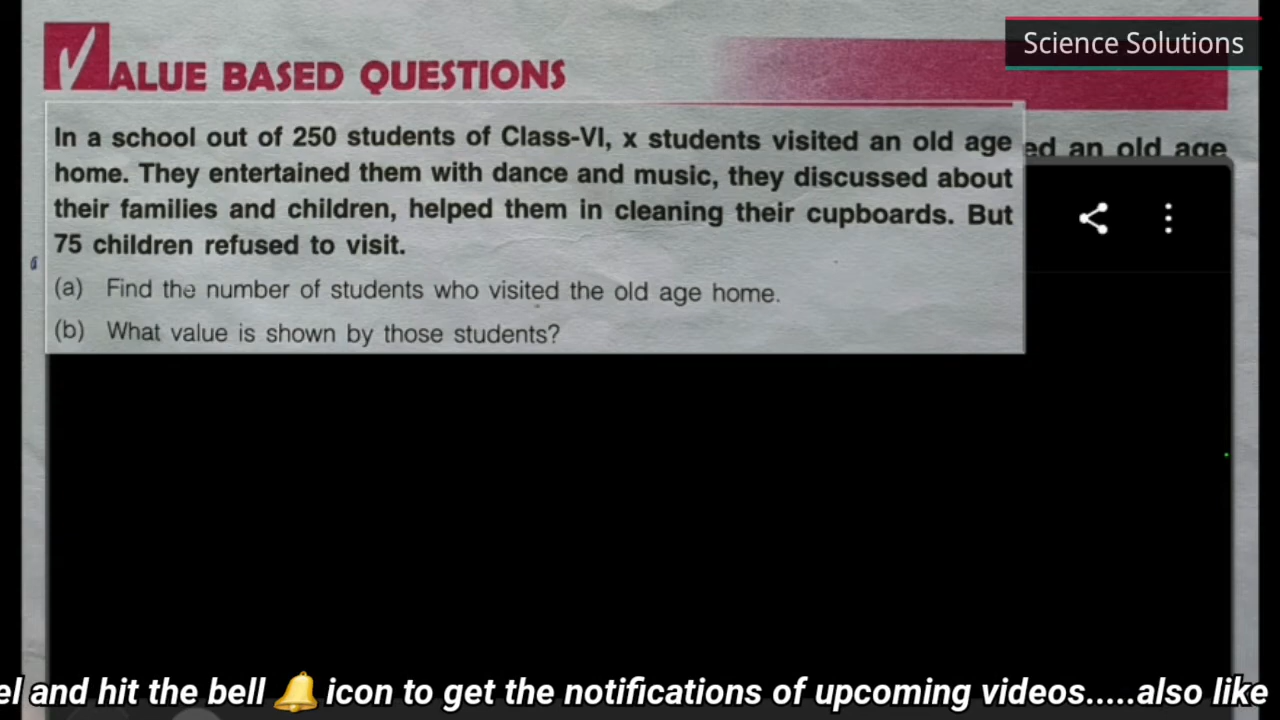 Science Solutions
VALUE BASED QUESTIONS
In a school out of 250 students of Class-VI, x students visited an old age
ed an old age
home. They entertained them with dance and music, they discussed about
their families and children, helped them in cleaning their cupboards. But
75 children refused to visit.
(a) Find the number of students who visited the old age home.
(b) What value is shown by those students?
el and hit the bell 🔔 icon to get the notifications of upcoming videos.....also like